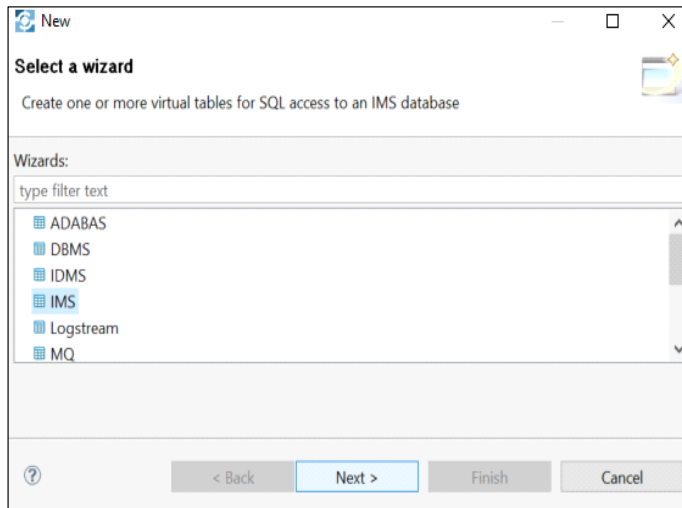 New
Select a wizard
Create one or more virtual tables for SQL access to an IMS database
Wizards:
type filter text
ADABAS
DBMS
IDMS
IMS
Logstream
MQ
? < Back Next > Finish Cancel